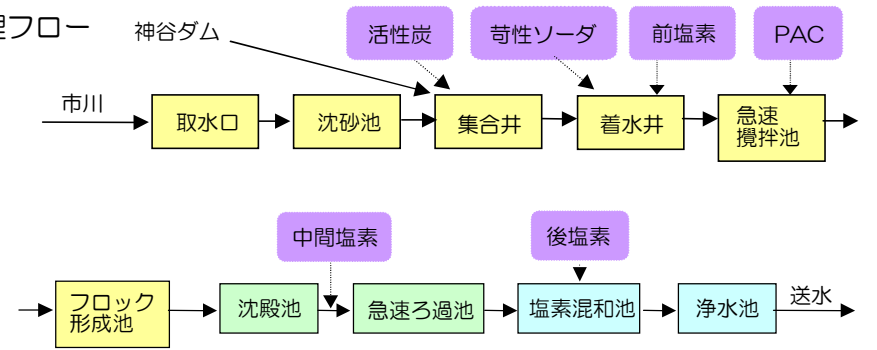 理フロー
神谷ダム
活性炭
苛性ソーダ
前塩素
PAC
市川
取水口
沈砂池
集合井
着水井
急速
攪拌池
中間塩素
後塩素
フロック
形成池
沈殿池
急速ろ過池
塩素混和池
浄水池
送水